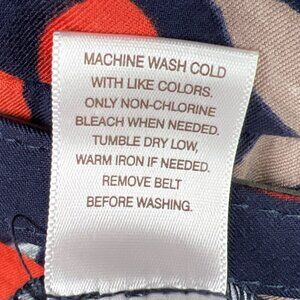 MACHINE WASH COLD
WITH LIKE COLORS.
ONLY NON-CHLORINE
BLEACH WHEN NEEDED.
TUMBLE DRY LOW,
WARM IRON IF NEEDED.
REMOVE BELT
BEFORE WASHING.